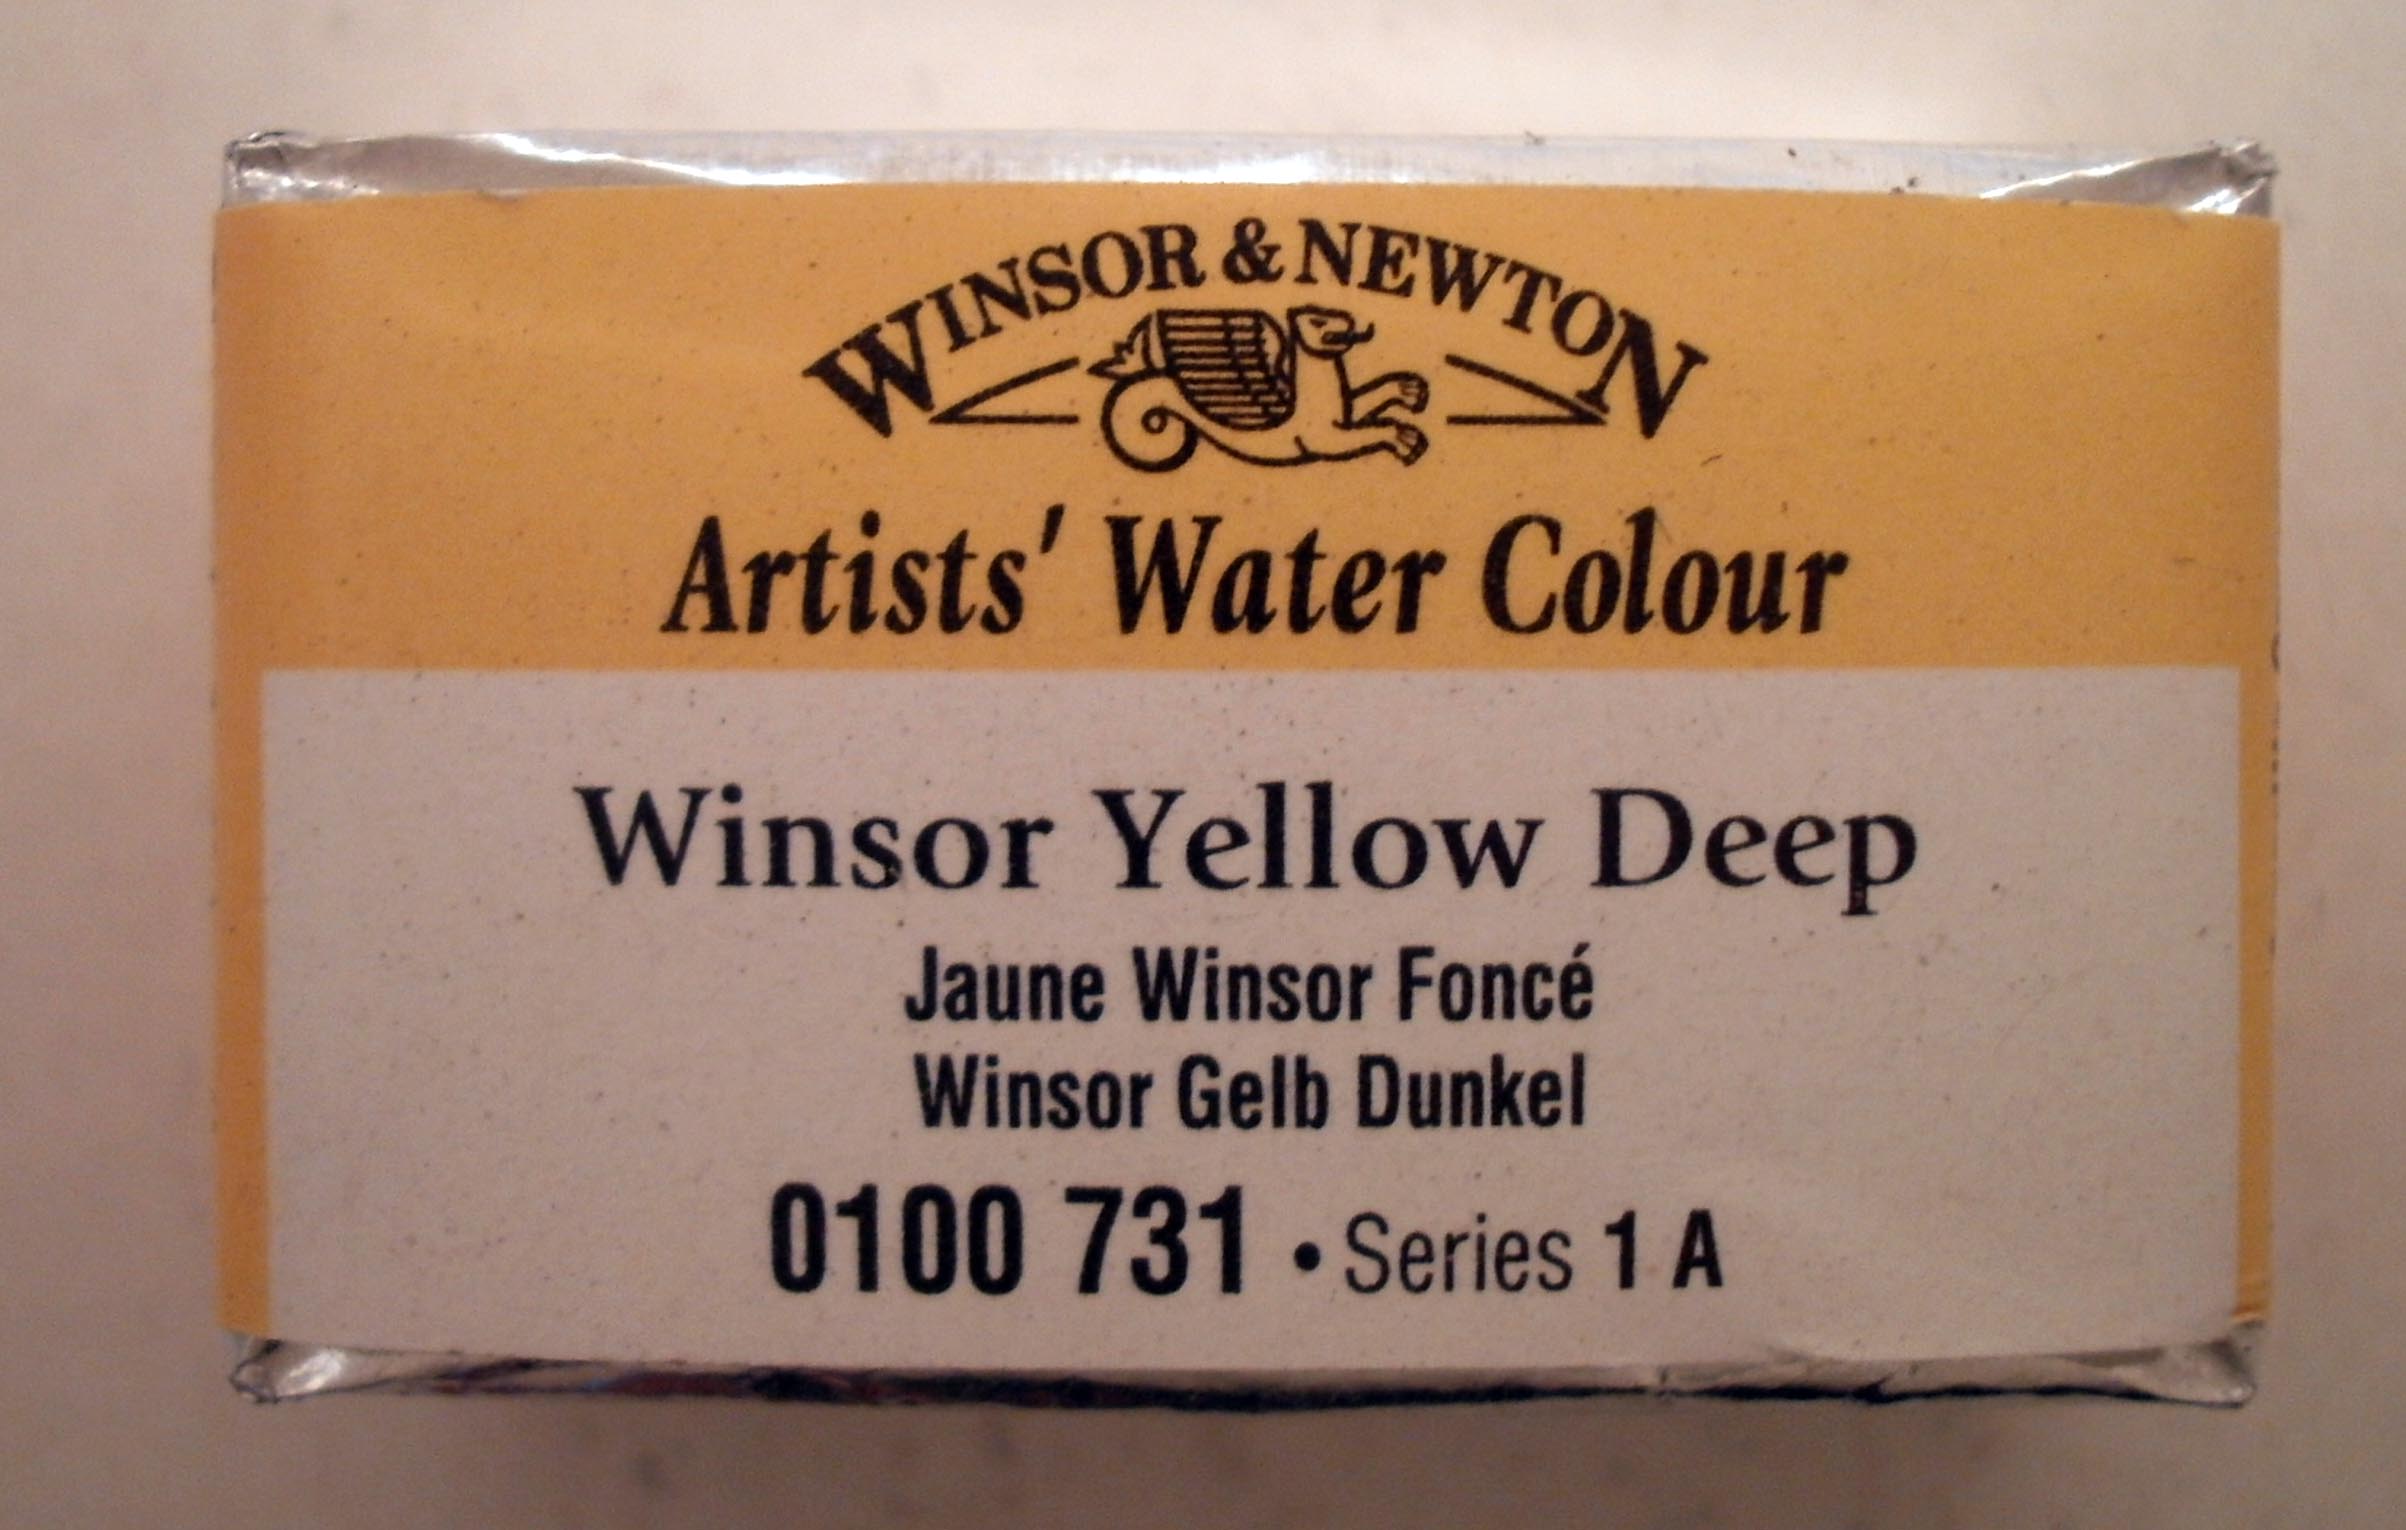 WINSOR & NEWTON
Artists' Water Colour
Winsor Yellow Deep
Jaune Winsor Foncé
Winsor Gelb Dunkel
0100 731 • Series 1 A